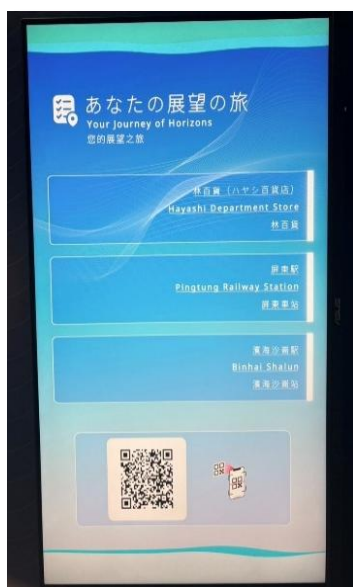 あなたの展望の旅
Your Journey of Horizons
您的展望之旅
林百貨（ハヤシ百貨店）
Hayashi Department Store
林百貨
屏東駅
Pingtung Railway Station
屏東車站
濱海沙崙駅
Binhai Shalun
濱海沙崙站
ASUS